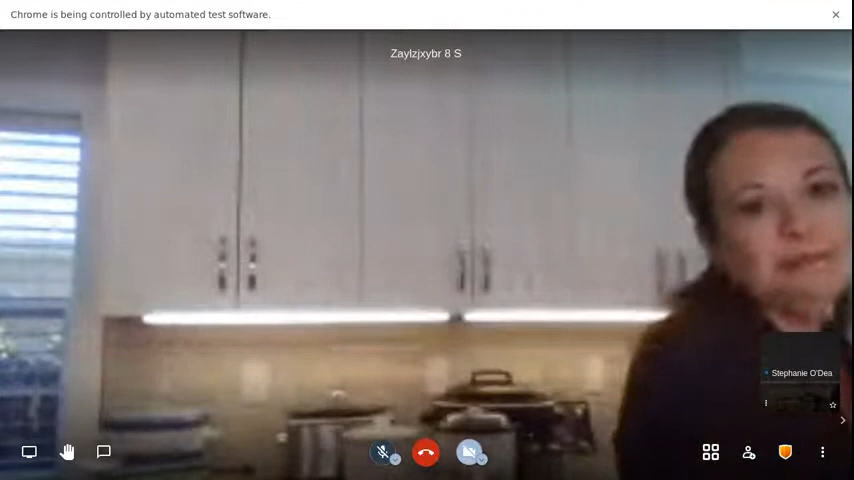 Chrome is being controlled by automated test software.
Zaylzjxybr 8 S
Stephanie O'Dea